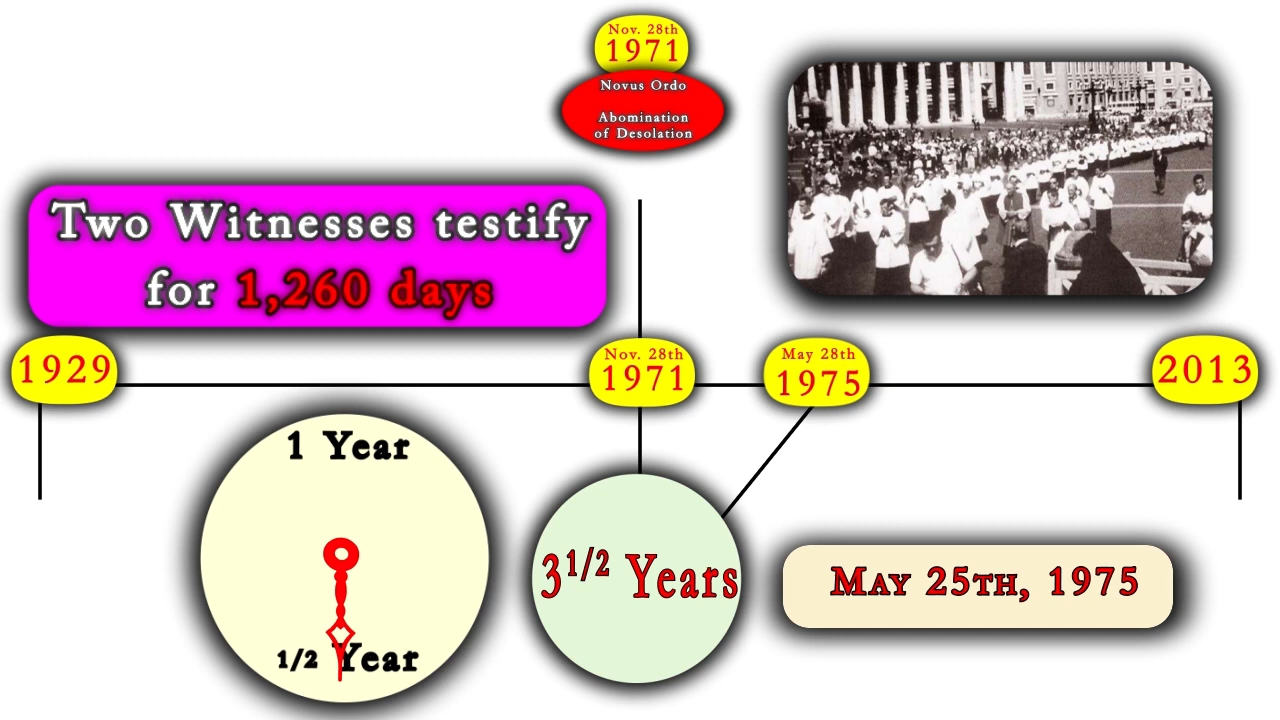 Nov. 28th
1971
Novus Ordo
Abomination
of Desolation
Two Witnesses testify
for 1,260 days
1929
Nov. 28th
1971
May 28th
1975
2013
1 Year
1/2 Year
3 1/2 Years
May 25th, 1975